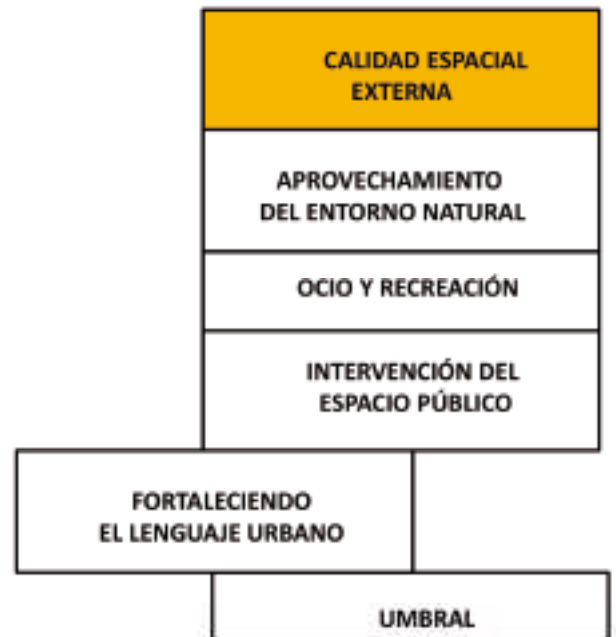 CALIDAD ESPACIAL
EXTERNA
APROVECHAMIENTO
DEL ENTORNO NATURAL
OCIO Y RECREACIÓN
INTERVENCIÓN DEL
ESPACIO PÚBLICO
FORTALECIENDO
EL LENGUAJE URBANO
UMBRAL